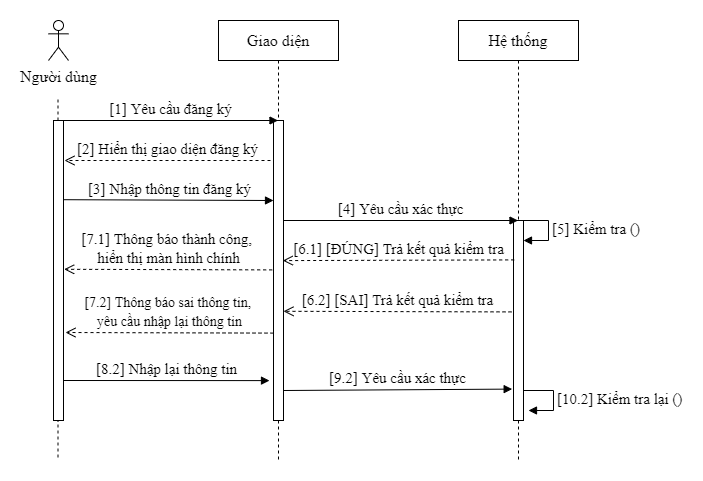 Người dùng
Giao diện
Hệ thống
[1] Yêu cầu đăng ký
[2] Hiển thị giao diện đăng ký
[3] Nhập thông tin đăng ký
[4] Yêu cầu xác thực
[5] Kiểm tra ()
[6.1] [ĐÚNG] Trả kết quả kiểm tra
[7.1] Thông báo thành công,
hiển thị màn hình chính
[6.2] [SAI] Trả kết quả kiểm tra
[7.2] Thông báo sai thông tin,
yêu cầu nhập lại thông tin
[8.2] Nhập lại thông tin
[9.2] Yêu cầu xác thực
[10.2] Kiểm tra lại ()